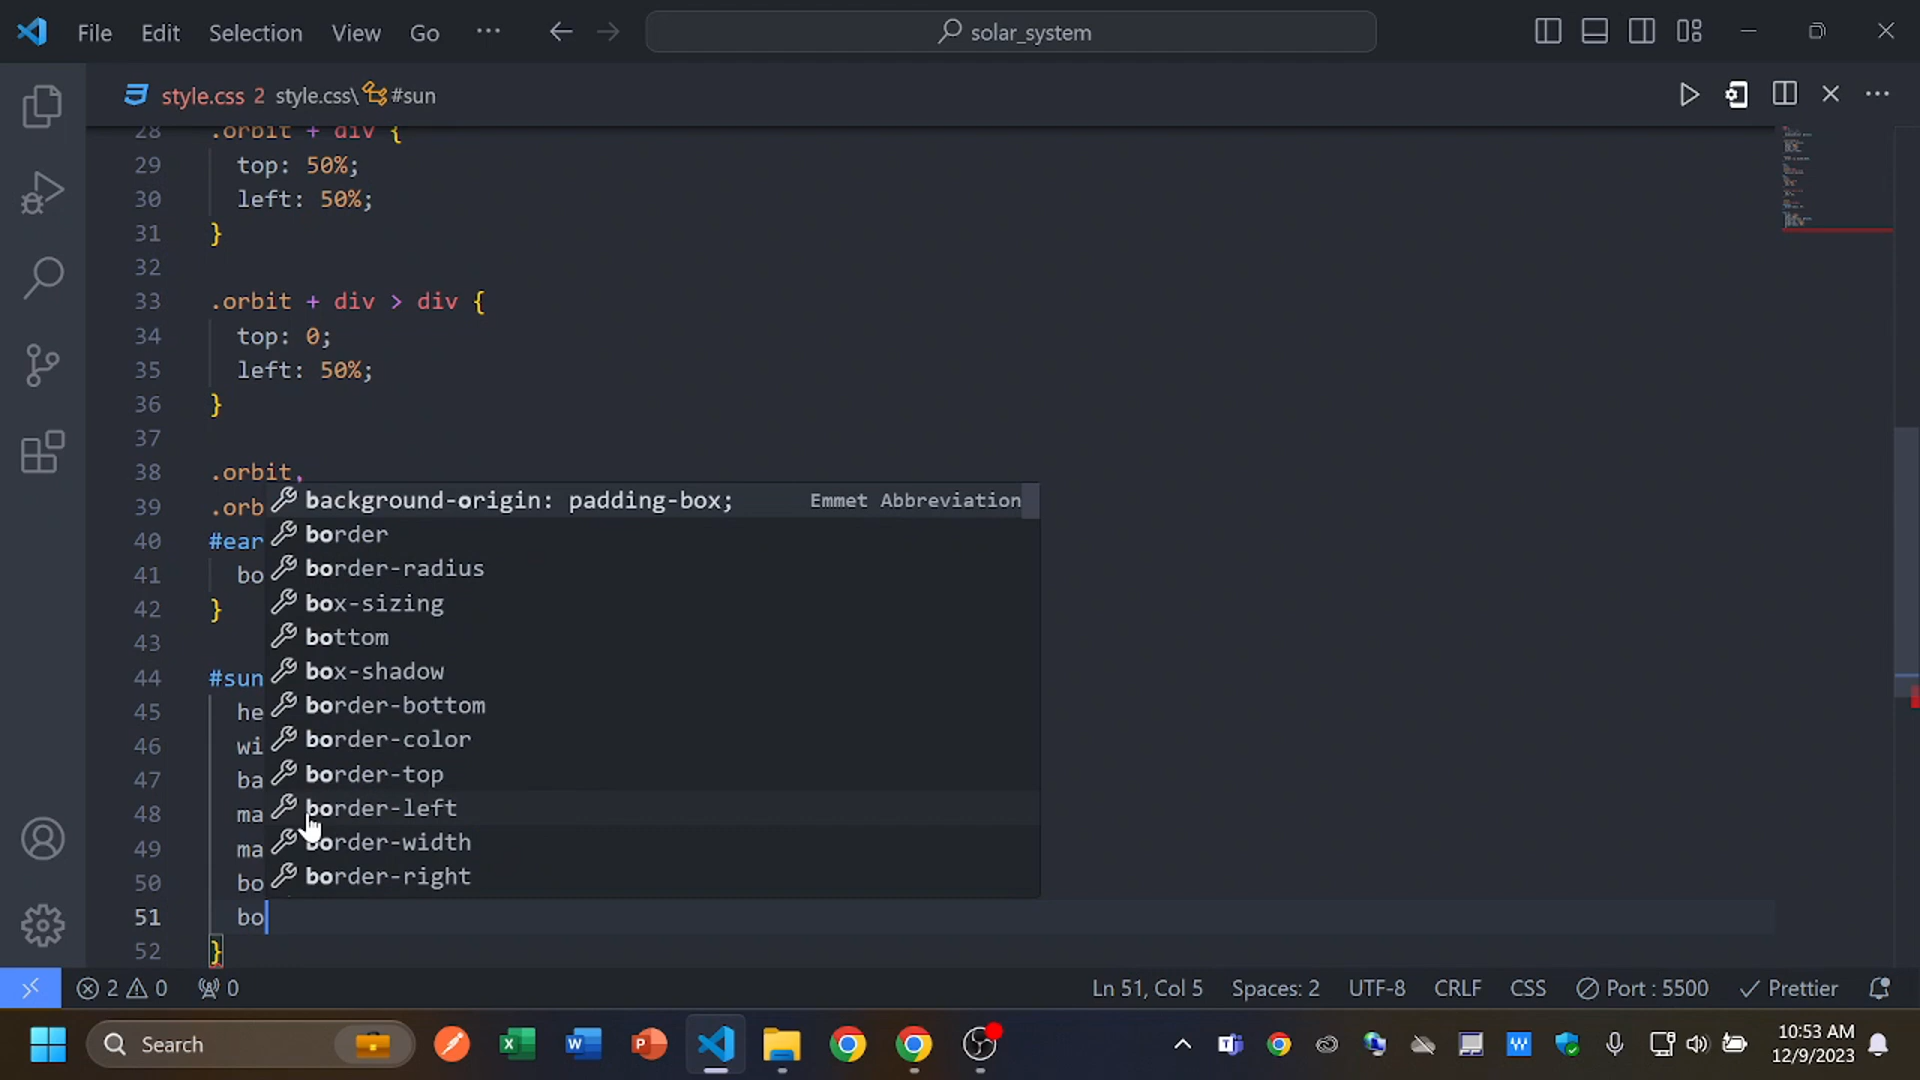 File Edit Selection View Go ··· solar_system
style.css 2 style.css\ #sun
28 .orbit + div {
29 top: 50%;
30 left: 50%;
31 }
32
33 .orbit + div > div {
34 top: 0;
35 left: 50%;
36 }
37
38 .orbit,
39 .orb
background-origin: padding-box; Emmet Abbreviation
border
40 #ear
border-radius
41 bo
box-sizing
42 }
bottom
43
box-shadow
44 #sun
border-bottom
45 he
border-color
46 wi
border-top
47 ba
border-left
48 ma
border-width
49 ma
border-right
50 bo
51 bo
52 }
2 0 0 Ln 51, Col 5 Spaces: 2 UTF-8 CRLF CSS Port : 5500 Prettier
Search 10:53 AM
12/9/2023